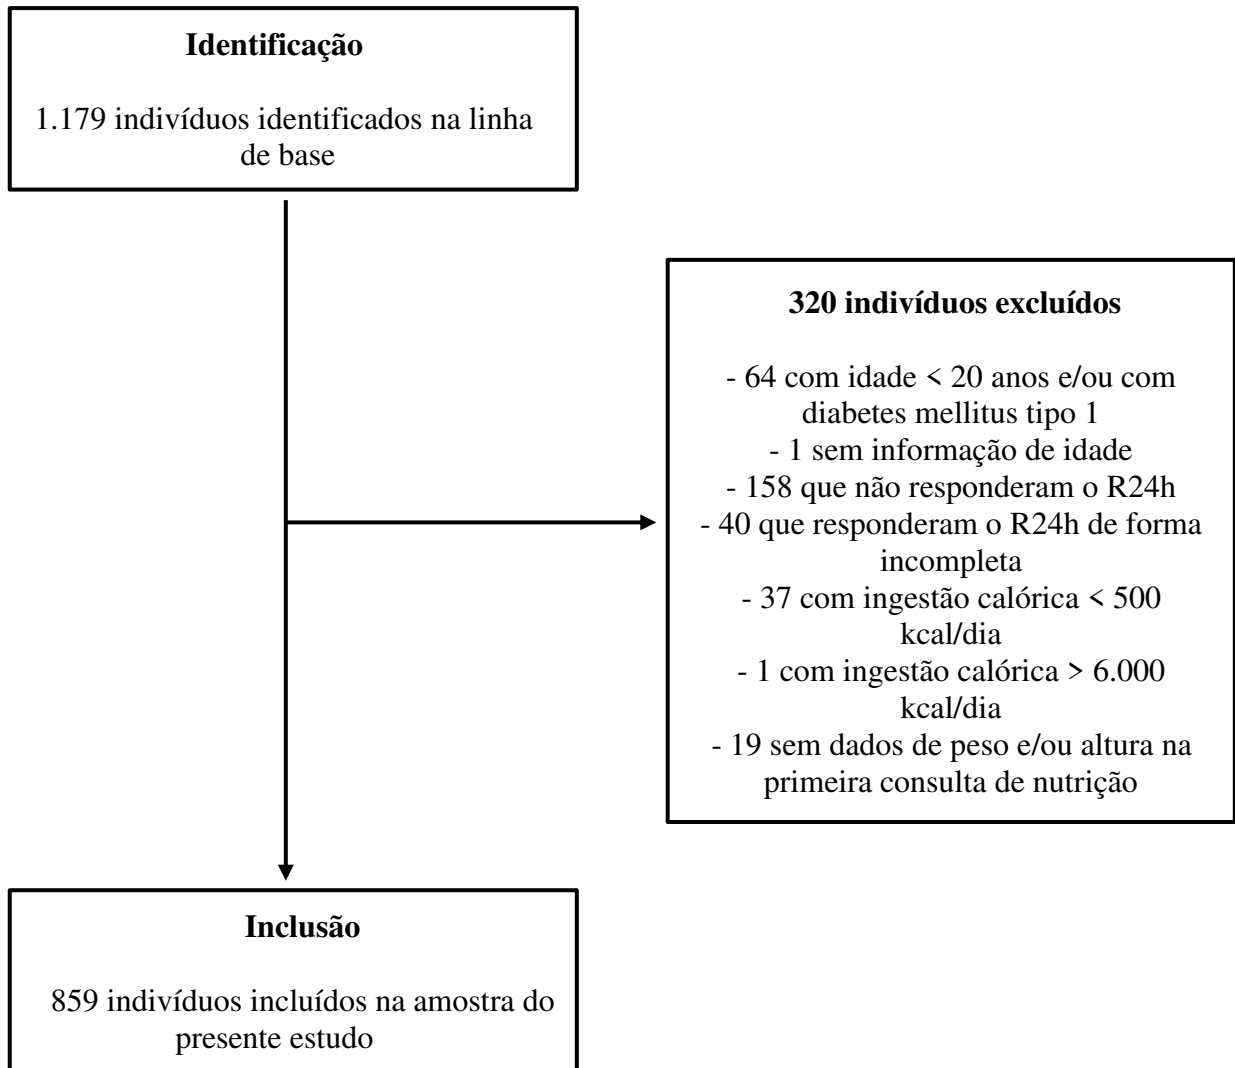 Identificação
1.179 indivíduos identificados na linha
de base
320 indivíduos excluídos
- 64 com idade < 20 anos e/ou com
diabetes mellitus tipo 1
- 1 sem informação de idade
- 158 que não responderam o R24h
- 40 que responderam o R24h de forma
incompleta
- 37 com ingestão calórica < 500
kcal/dia
- 1 com ingestão calórica > 6.000
kcal/dia
- 19 sem dados de peso e/ou altura na
primeira consulta de nutrição
Inclusão
859 indivíduos incluídos na amostra do
presente estudo